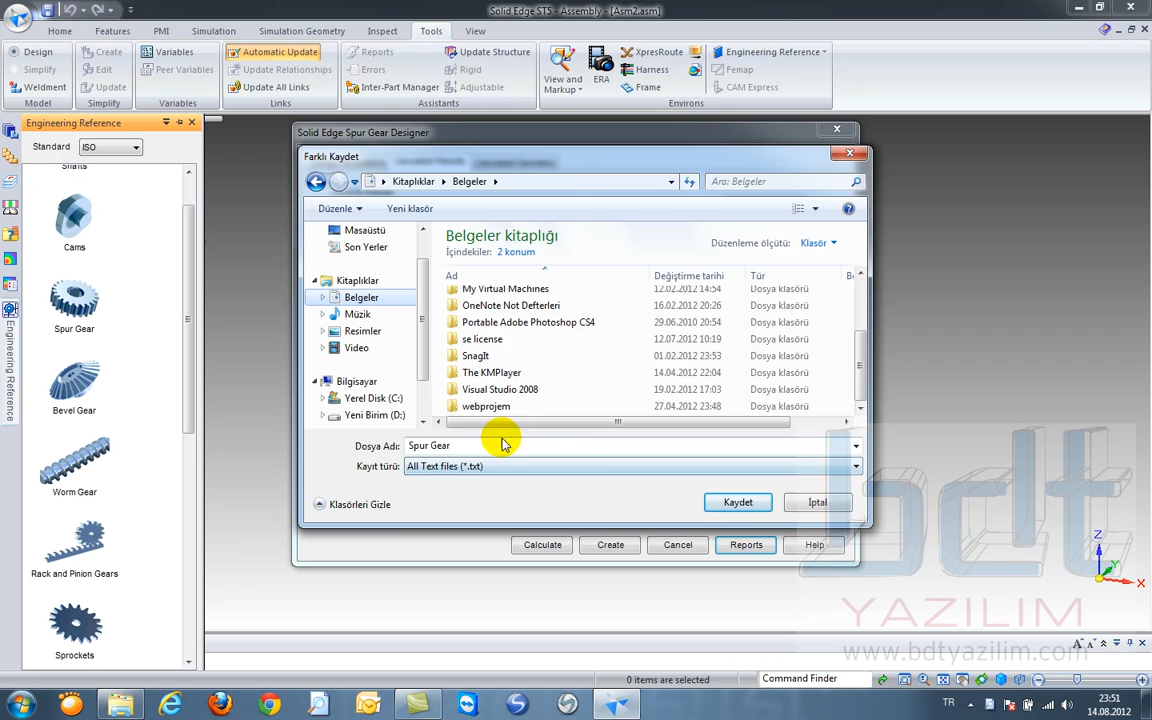 Solid Edge ST5 - Assembly - [Asm2.asm]
Home Features PMI Simulation Simulation Geometry Inspect Tools View
Design Create Variables Automatic Update Reports Update Structure XpresRoute Engineering Reference
Simplify Edit Peer Variables Update Relationships Errors Rigid Harness Femap
Weldment Update Update All Links Inter-Part Manager Adjustable View and Markup ERA Frame CAM Express
Model Simplify Variables Links Assistants Environs
Engineering Reference
Standard ISO
Shafts
Cams
Spur Gear
Bevel Gear
Worm Gear
Rack and Pinion Gears
Sprockets
Engineering Reference
Solid Edge Spur Gear Designer
Farklı Kaydet
Kitaplıklar Belgeler
Ara: Belgeler
Düzenle Yeni klasör
Masaüstü
Son Yerler
Kitaplıklar
Belgeler
Müzik
Resimler
Video
Bilgisayar
Yerel Disk (C:)
Yeni Birim (D:)
Belgeler kitaplığı
İçindekiler: 2 konum
Düzenleme ölçütü: Klasör
Ad Değiştirme tarihi Tür
My Virtual Machines 12.02.2012 14:54 Dosya klasörü
OneNote Not Defterleri 16.02.2012 20:26 Dosya klasörü
Portable Adobe Photoshop CS4 29.06.2010 20:54 Dosya klasörü
se license 12.07.2012 10:19 Dosya klasörü
SnagIt 01.02.2012 23:53 Dosya klasörü
The KMPlayer 14.04.2012 22:04 Dosya klasörü
Visual Studio 2008 19.02.2012 17:03 Dosya klasörü
webprojem 27.04.2012 23:48 Dosya klasörü
Dosya Adı: Spur Gear
Kayıt türü: All Text files (*.txt)
Klasörleri Gizle Kaydet İptal
Calculate Create Cancel Reports Help
bdt
YAZILIM
www.bdtyazilim.com
Z
Y
X
0 items are selected Command Finder
TR 23:51
14.08.2012